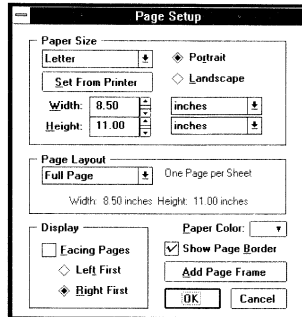 Page Setup
Paper Size
Letter
Portrait
Set From Printer
Landscape
Width: 8.50 inches
Height: 11.00 inches
Page Layout
Full Page One Page per Sheet
Width: 8.50 inches Height: 11.00 inches
Display Paper Color:
Facing Pages Show Page Border
Left First Add Page Frame
Right First OK Cancel